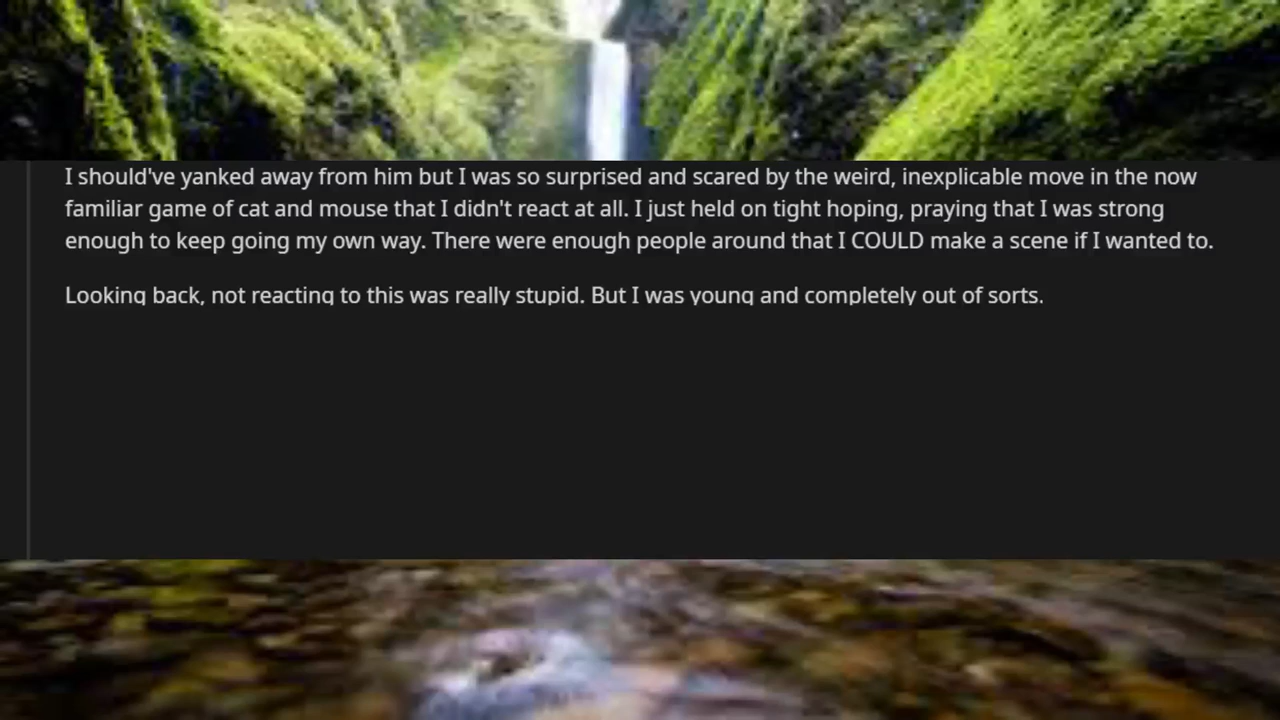 I should've yanked away from him but I was so surprised and scared by the weird, inexplicable move in the now
familiar game of cat and mouse that I didn't react at all. I just held on tight hoping, praying that I was strong
enough to keep going my own way. There were enough people around that I COULD make a scene if I wanted to.
Looking back, not reacting to this was really stupid. But I was young and completely out of sorts.